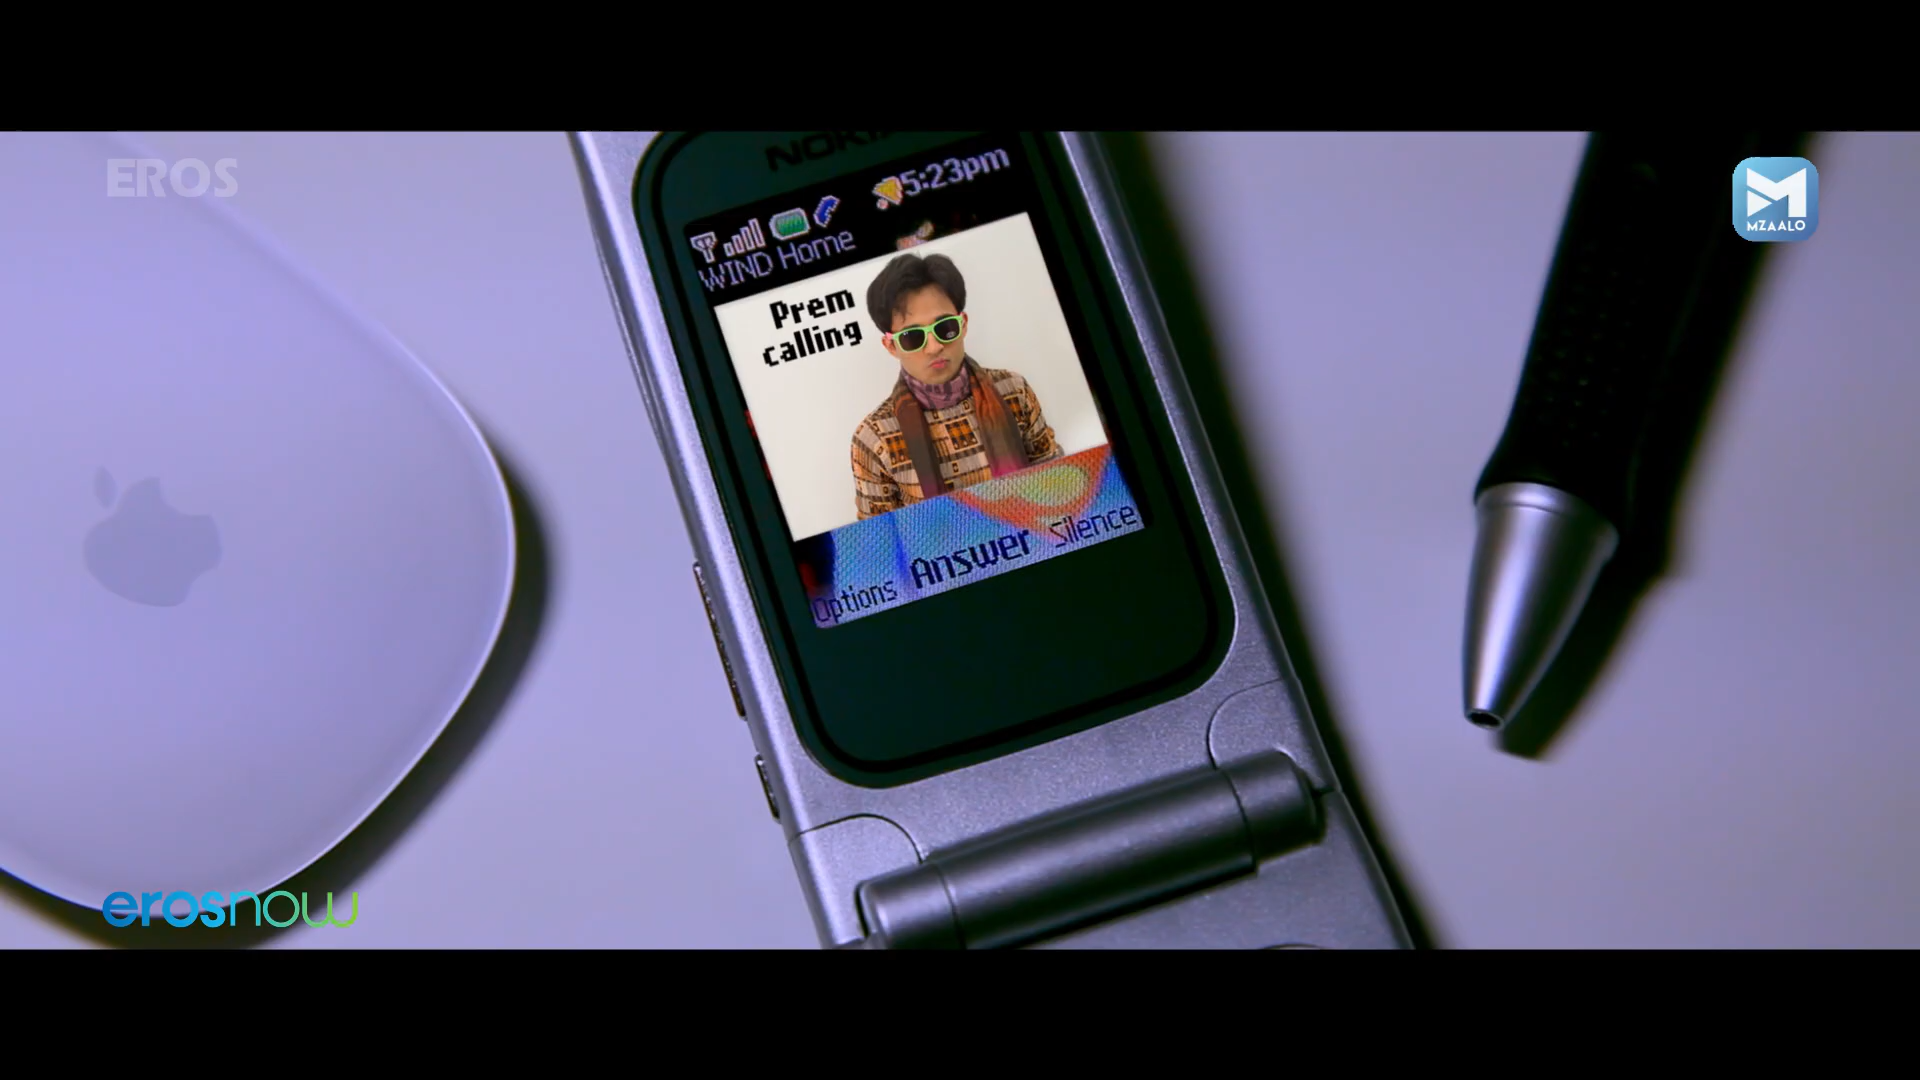 NOKIA
EROS
MZAALO
5:23pm
WIND Home
Prem
calling
Options Answer Silence
erosnow